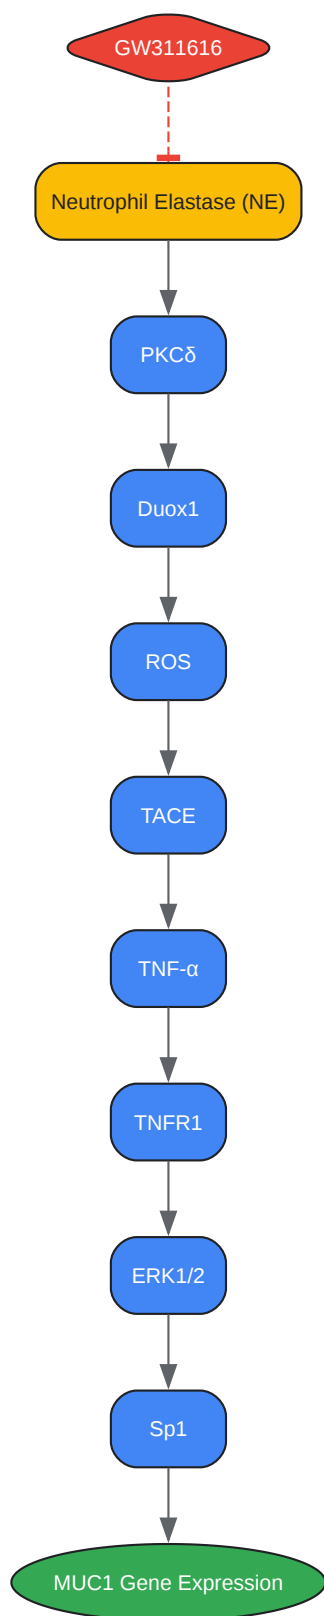 GW311616
Neutrophil Elastase (NE)
PKCδ
Duox1
ROS
TACE
TNF-α
TNFR1
ERK1/2
Sp1
MUC1 Gene Expression